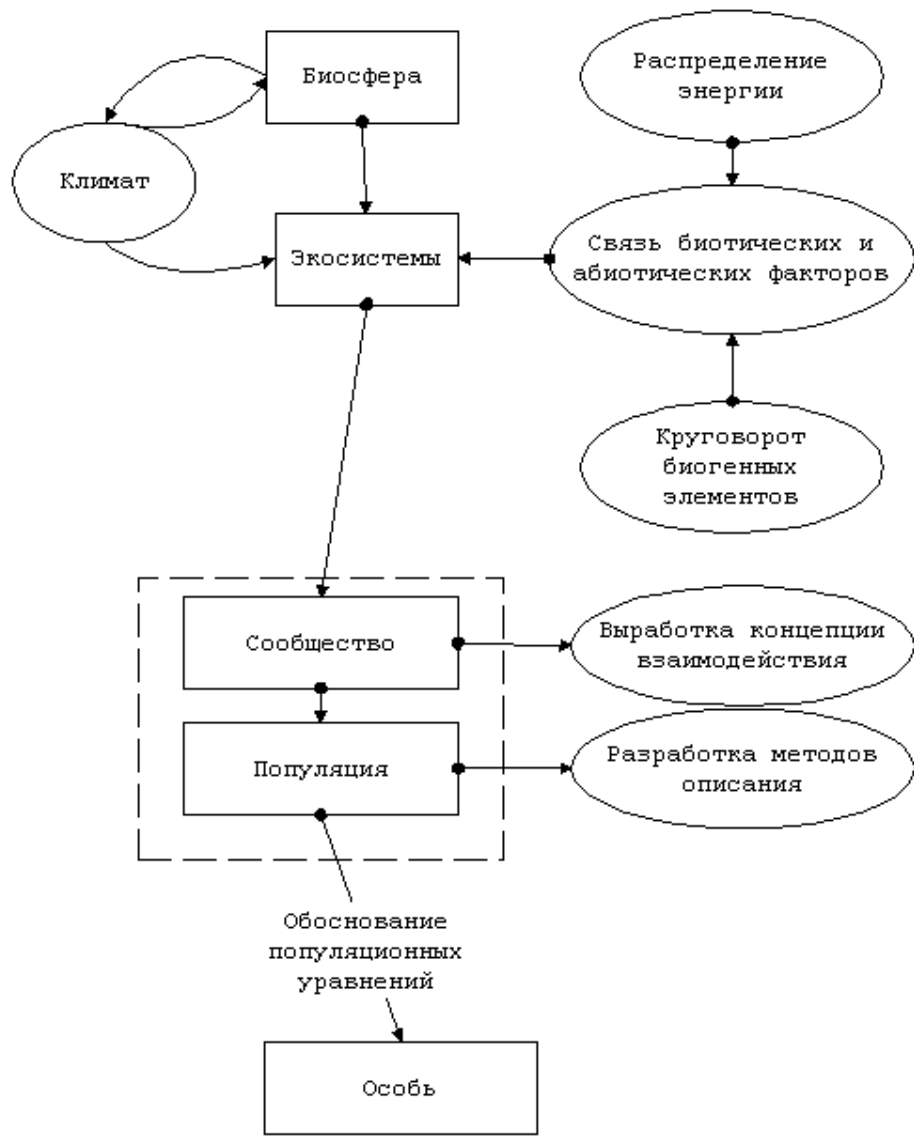 Биосфера
Распределение
энергии
Климат
Экосистемы
Связь биотических и
абиотических факторов
Круговорот
биогенных
элементов
Сообщество
Выработка концепции
взаимодействия
Популяция
Разработка методов
описания
Обоснование
популяционных
уравнений
Особь